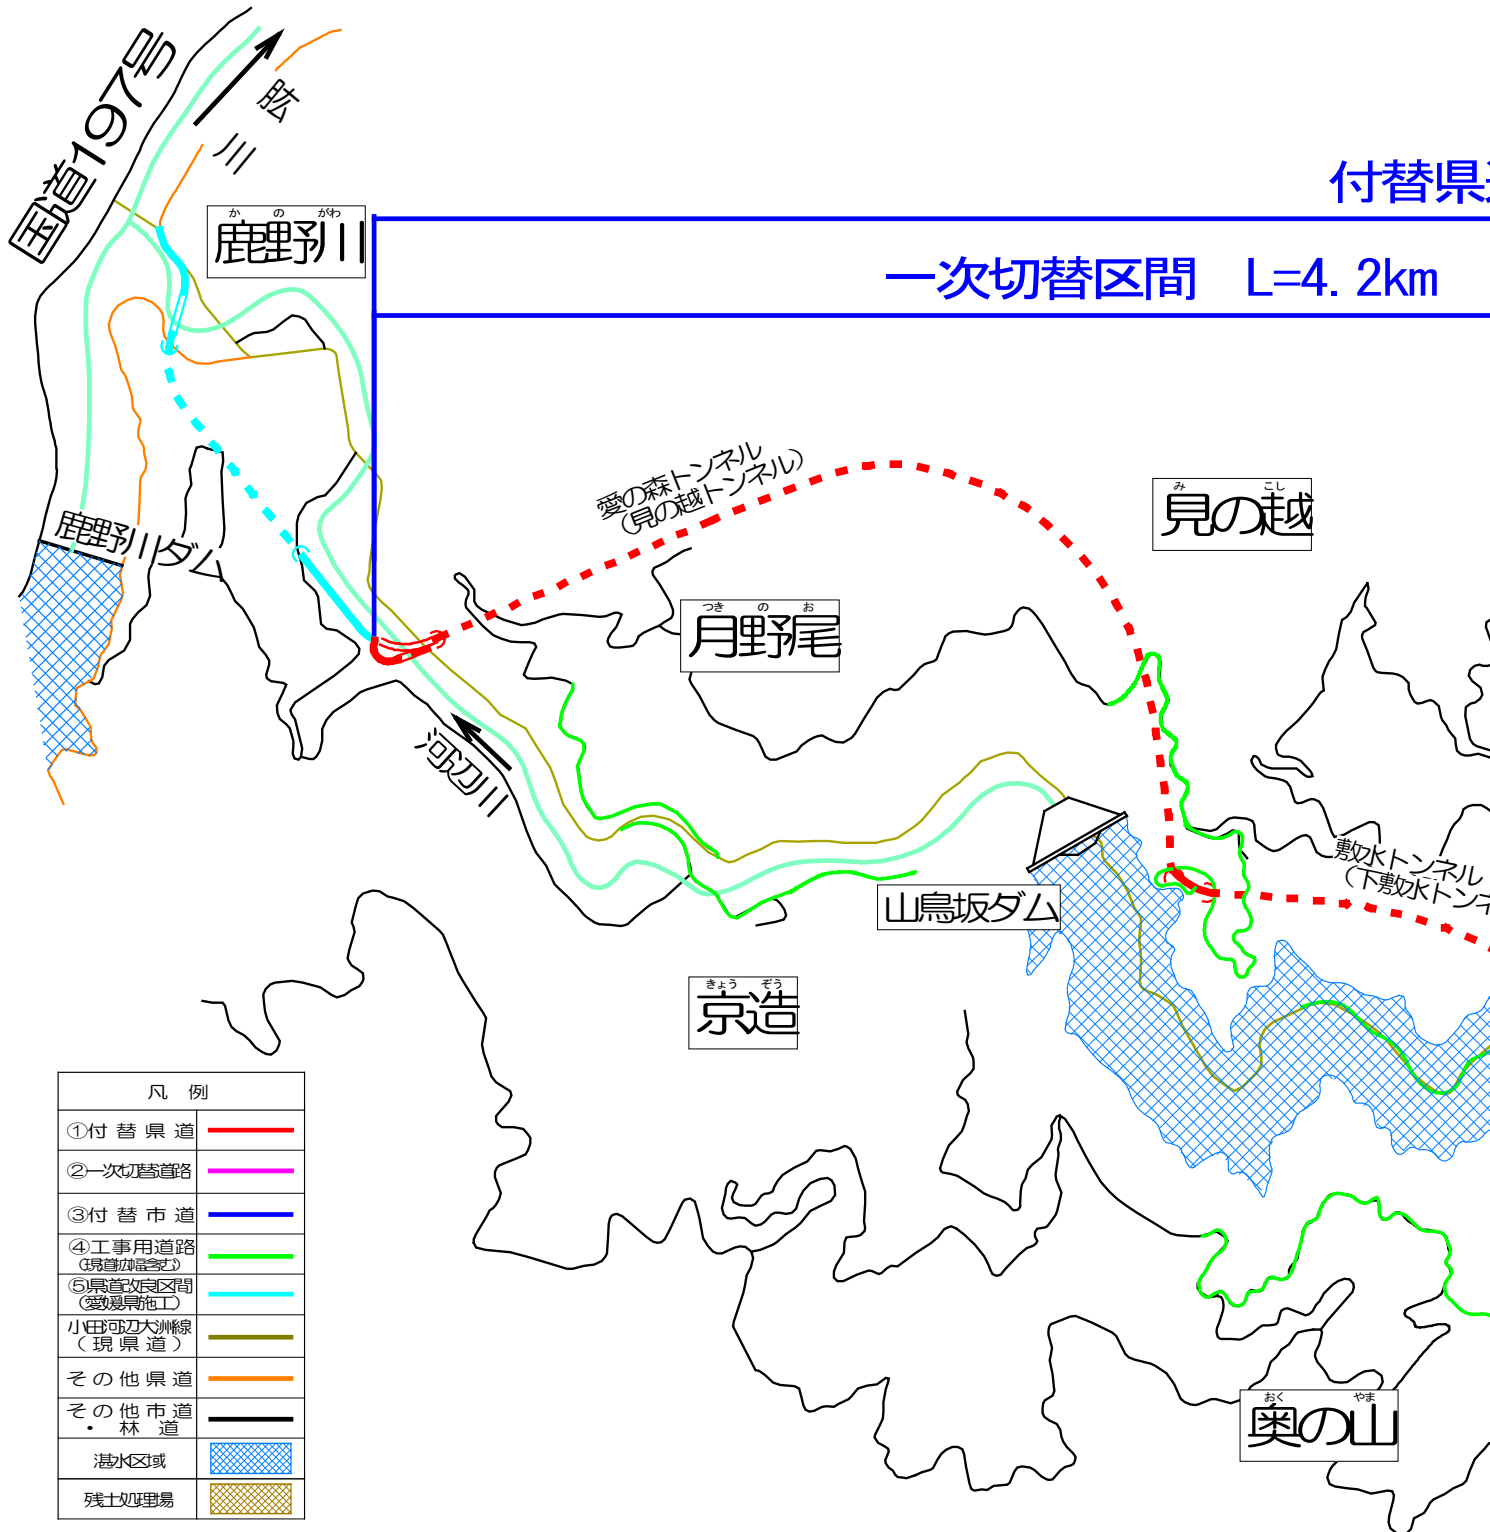 国道197号
肱川
かのがわ
鹿野川
付替県道
一次切替区間 L=4.2km
愛の森トンネル
(見の越トンネル)
みこし
見の越
鹿野川ダム
つきのお
月野尾
河辺川
敷水トンネル
(下敷水トンネ
山鳥坂ダム
きょうぞう
京造
凡例
①付替県道
②一次切替道路
③付替市道
④工事用道路
(現道拡幅含む)
⑤県道改良区間
(愛媛県施工)
小田河辺大洲線
(現県道)
その他県道
その他市道
・林道
湛水区域
残土処理場
おくやま
奥の山